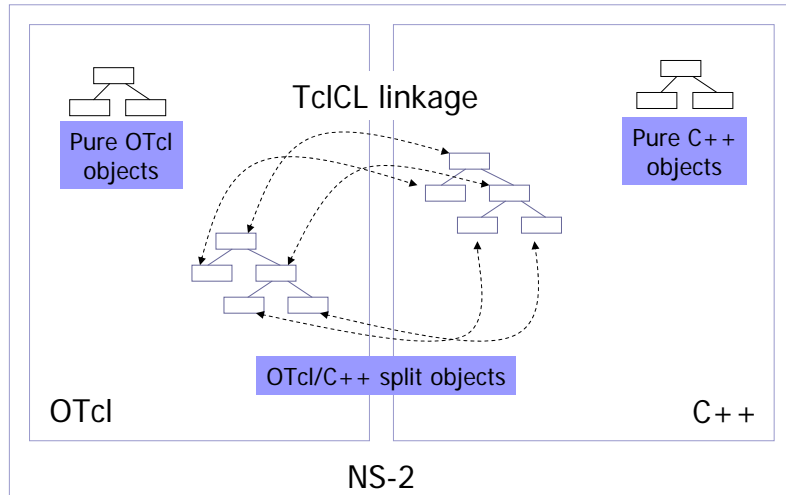 TclCL linkage
Pure OTcl
objects
Pure C++
objects
OTcl/C++ split objects
OTcl
C++
NS-2